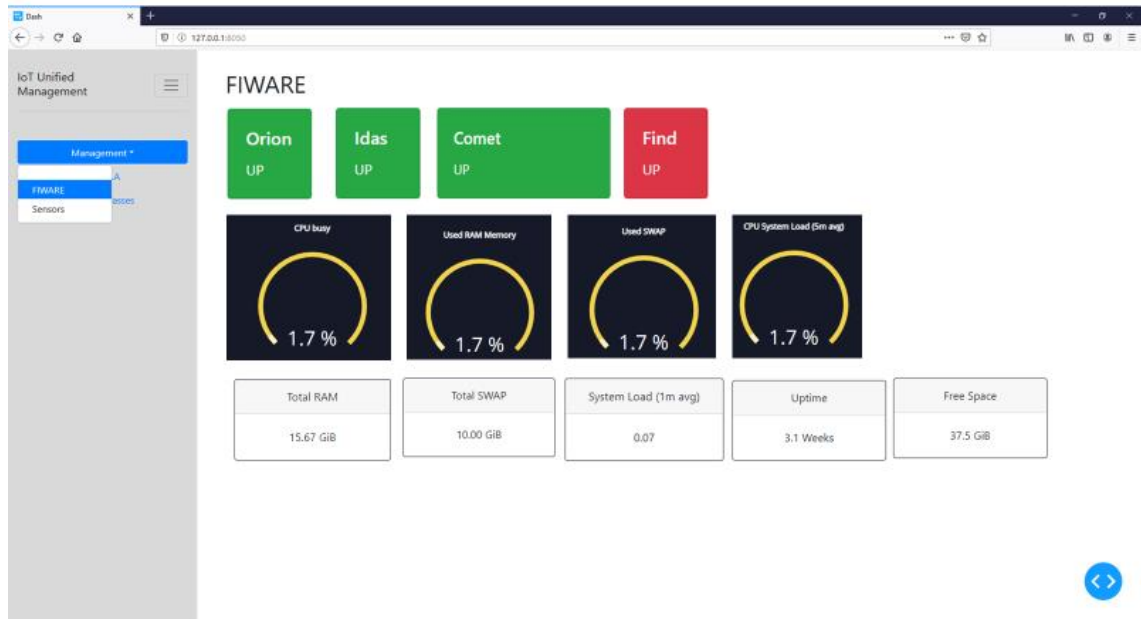 Dash
127.0.0.1:8050
IoT Unified
Management
Management
FIWARE
Sensors
FIWARE
Orion
UP
Idas
UP
Comet
UP
Find
UP
CPU busy
1.7 %
Used RAM Memory
1.7 %
Used SWAP
1.7 %
CPU System Load (5m avg)
1.7 %
Total RAM
15.67 GiB
Total SWAP
10.00 GiB
System Load (1m avg)
0.07
Uptime
3.1 Weeks
Free Space
37.5 GiB